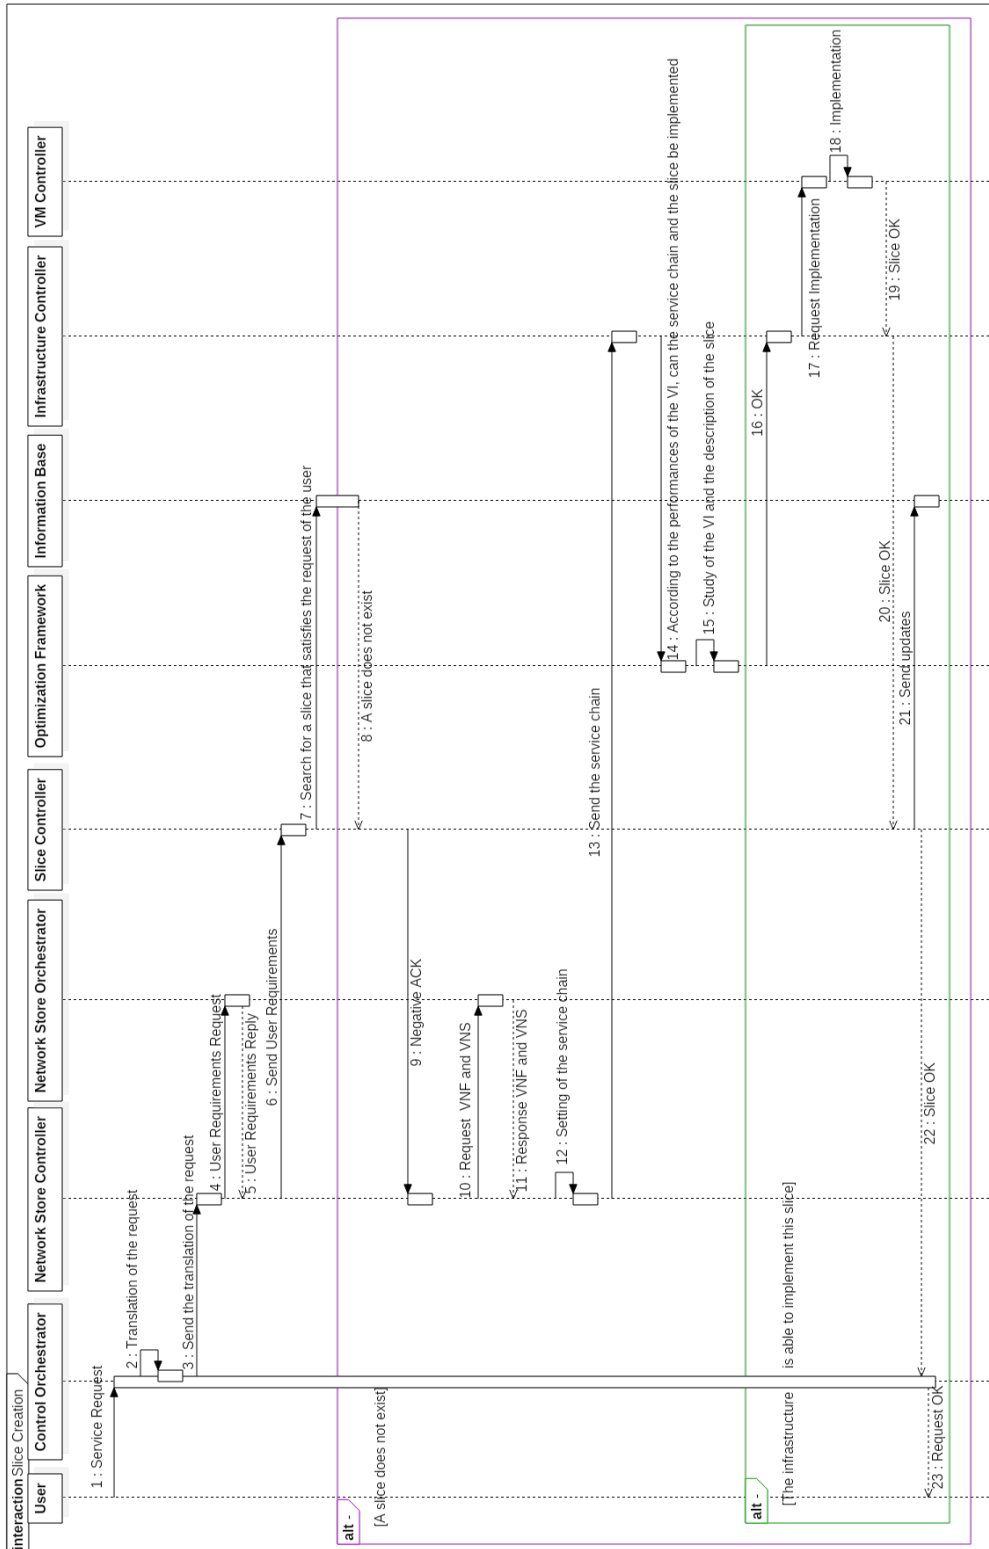 interaction Slice Creation
User
Control Orchestrator
Network Store Controller
Network Store Orchestrator
Slice Controller
Optimization Framework
Information Base
Infrastructure Controller
VM Controller
1 : Service Request
2 : Translation of the request
3 : Send the translation of the request
4 : User Requirements Request
5 : User Requirements Reply
6 : Send User Requirements
7 : Search for a slice that satisfies the request of the user
alt -
[A slice does not exist]
8 : A slice does not exist
9 : Negative ACK
10 : Request VNF and VNS
11 : Response VNF and VNS
12 : Setting of the service chain
13 : Send the service chain
14 : According to the performances of the VI, can the service chain and the slice be implemented
15 : Study of the VI and the description of the slice
alt -
[The infrastructure is able to implement this slice]
16 : OK
17 : Request Implementation
18 : Implementation
19 : Slice OK
20 : Slice OK
21 : Send updates
22 : Slice OK
23 : Request OK